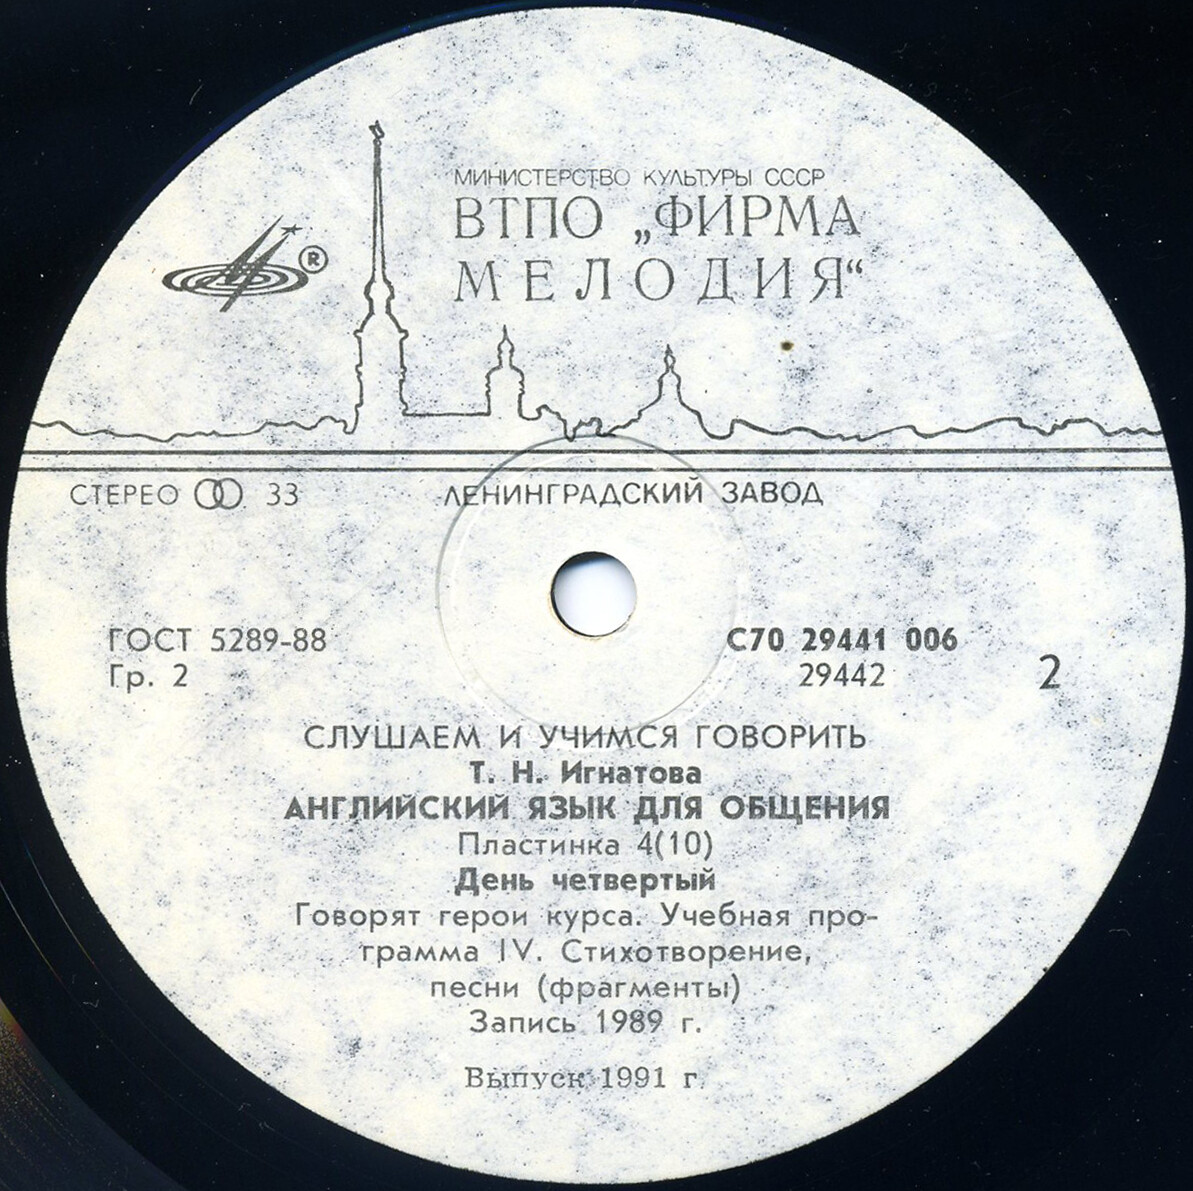 МИНИСТЕРСТВО КУЛЬТУРЫ СССР
ВТПО „ФИРМА
МЕЛОДИЯ“
®
СТЕРЕО 33
ЛЕНИНГРАДСКИЙ ЗАВОД
ГОСТ 5289-88
Гр. 2
С70 29441 006
29442
2
СЛУШАЕМ И УЧИМСЯ ГОВОРИТЬ
Т. Н. Игнатова
АНГЛИЙСКИЙ ЯЗЫК ДЛЯ ОБЩЕНИЯ
Пластинка 4(10)
День четвертый
Говорят герои курса. Учебная про-
грамма IV. Стихотворение,
песни (фрагменты)
Запись 1989 г.
Выпуск 1991 г.